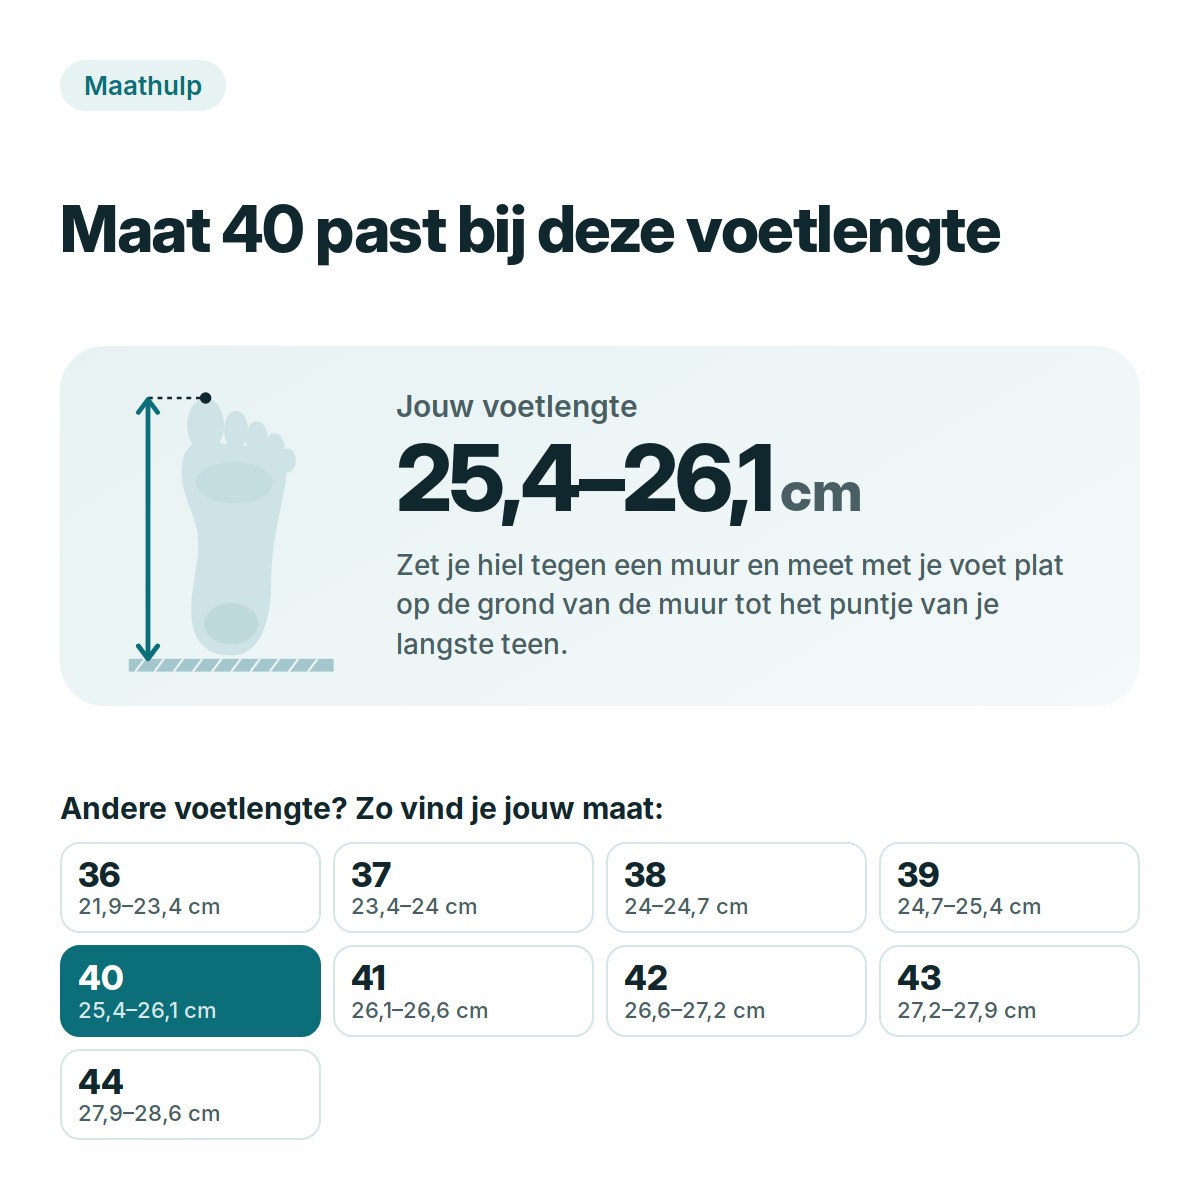 Maathulp
Maat 40 past bij deze voetlengte
Jouw voetlengte
25,4–26,1 cm
Zet je hiel tegen een muur en meet met je voet plat
op de grond van de muur tot het puntje van je
langste teen.
Andere voetlengte? Zo vind je jouw maat:
36
21,9–23,4 cm
37
23,4–24 cm
38
24–24,7 cm
39
24,7–25,4 cm
40
25,4–26,1 cm
41
26,1–26,6 cm
42
26,6–27,2 cm
43
27,2–27,9 cm
44
27,9–28,6 cm